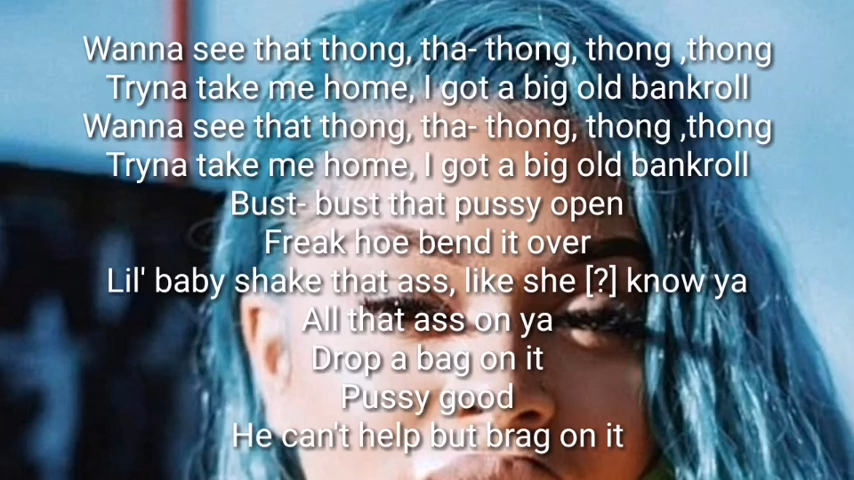 Wanna see that thong, tha- thong, thong ,thong
Tryna take me home, I got a big old bankroll
Wanna see that thong, tha- thong, thong ,thong
Tryna take me home, I got a big old bankroll
Bust- bust that pussy open
Freak hoe bend it over
Lil' baby shake that ass, like she [?] know ya
All that ass on ya
Drop a bag on it
Pussy good
He can't help but brag on it